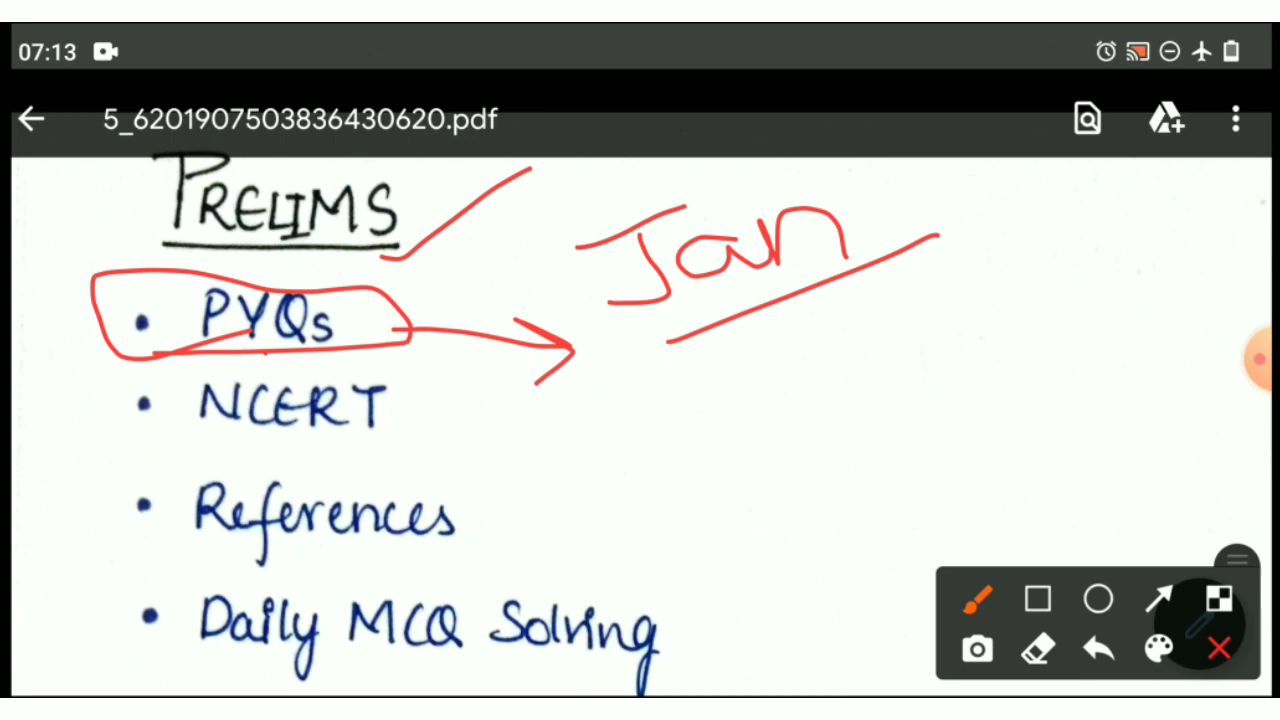 07:13
5_6201907503836430620.pdf
PRELIMS
Jan
• PYQs
• NCERT
• References
• Daily MCQ Solving